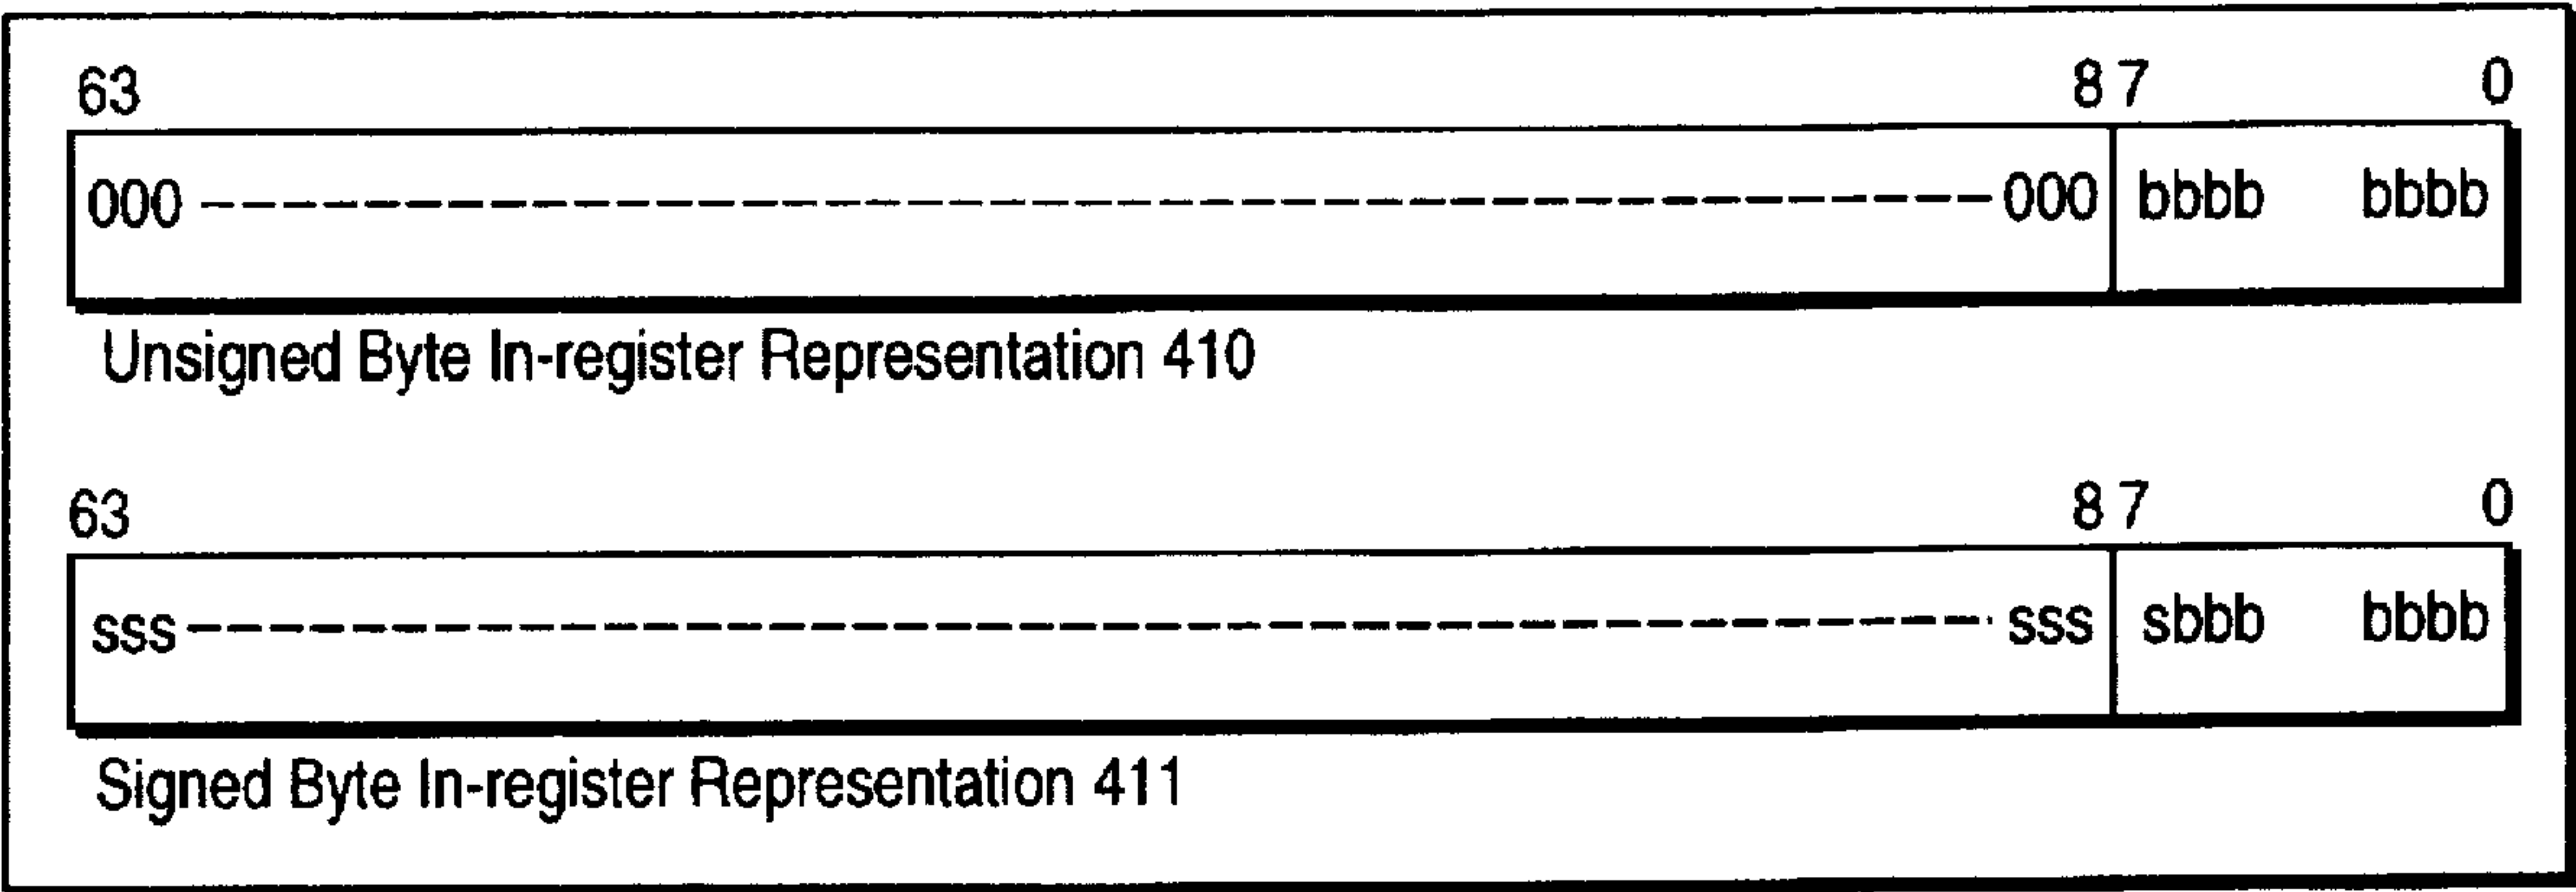 63 8 7 0
000 000 bbbb bbbb
Unsigned Byte In-register Representation 410
63 8 7 0
sss sss sbbb bbbb
Signed Byte In-register Representation 411